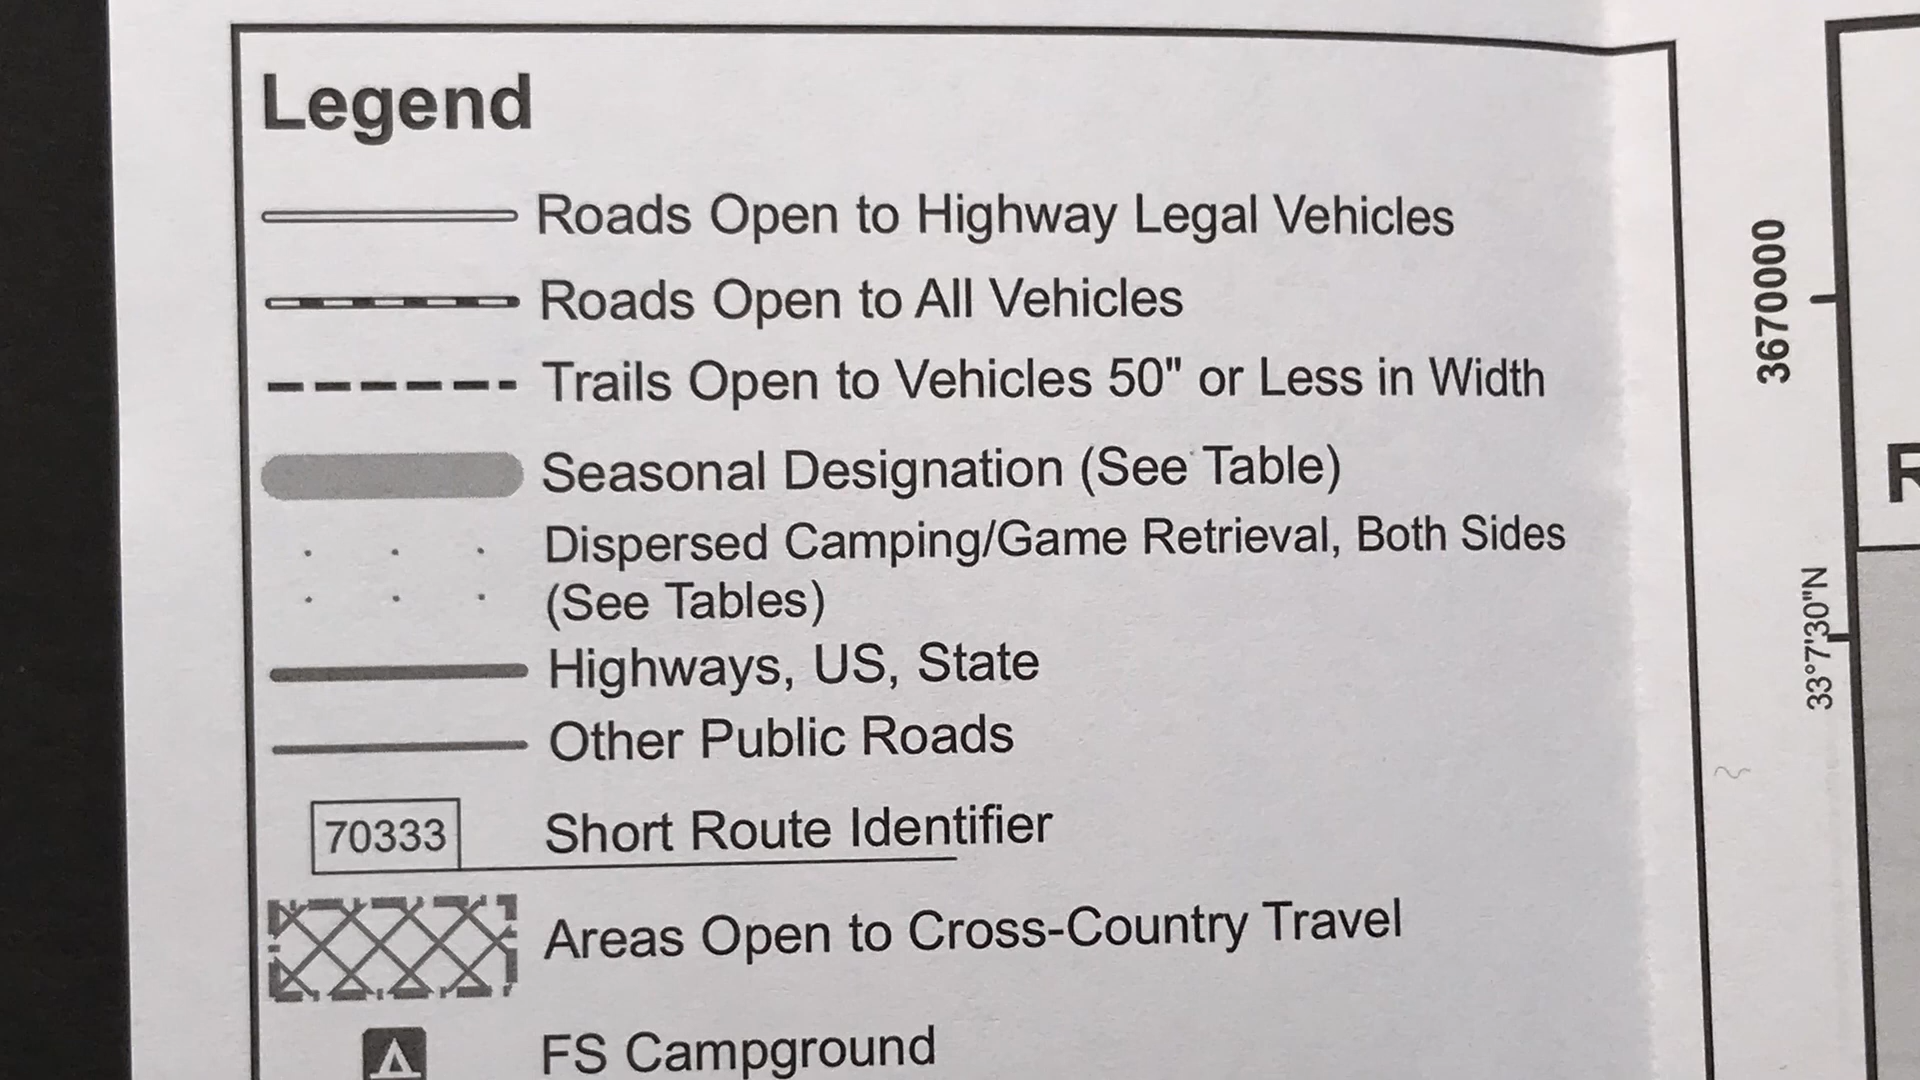 Legend
Roads Open to Highway Legal Vehicles
Roads Open to All Vehicles
Trails Open to Vehicles 50" or Less in Width
Seasonal Designation (See Table)
Dispersed Camping/Game Retrieval, Both Sides
(See Tables)
Highways, US, State
Other Public Roads
70333 Short Route Identifier
Areas Open to Cross-Country Travel
FS Campground
3670000
33°7'30"N
R